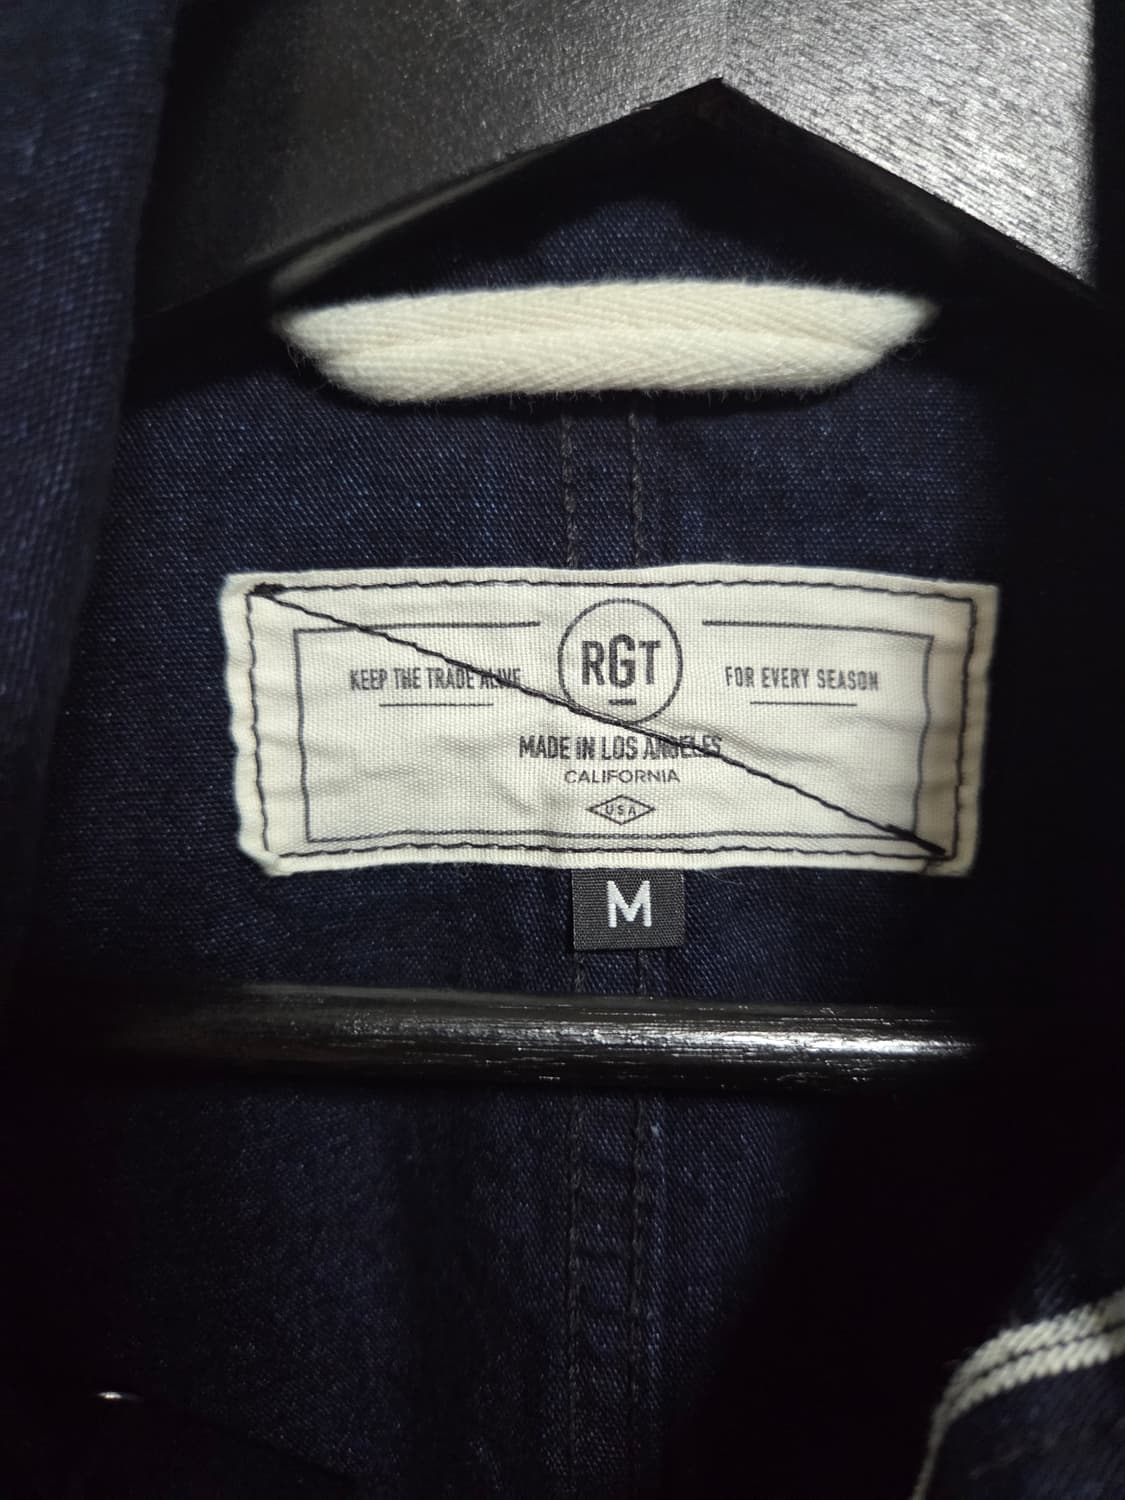 RGT
KEEP THE TRADE ALIVE
FOR EVERY SEASON
MADE IN LOS ANGELES
CALIFORNIA
USA
M